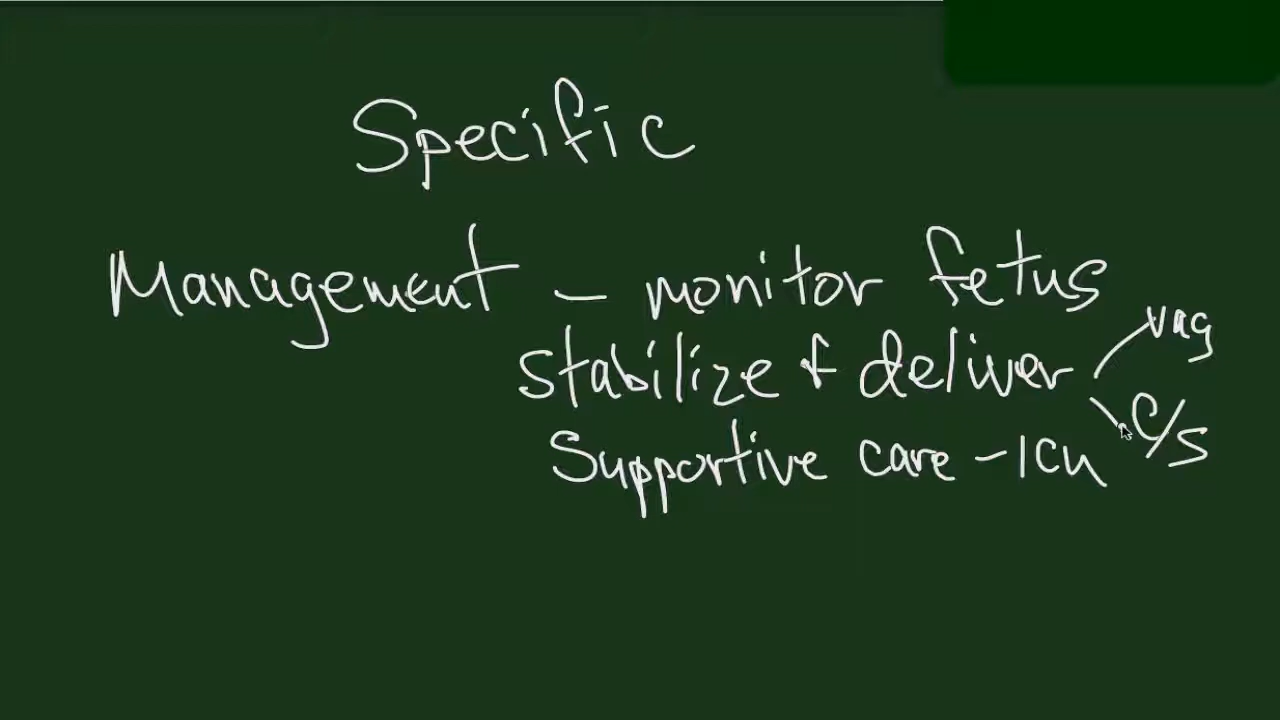 Specific
Management - monitor fetus
vag
stabilize & deliver
C/S
Supportive care - ICU